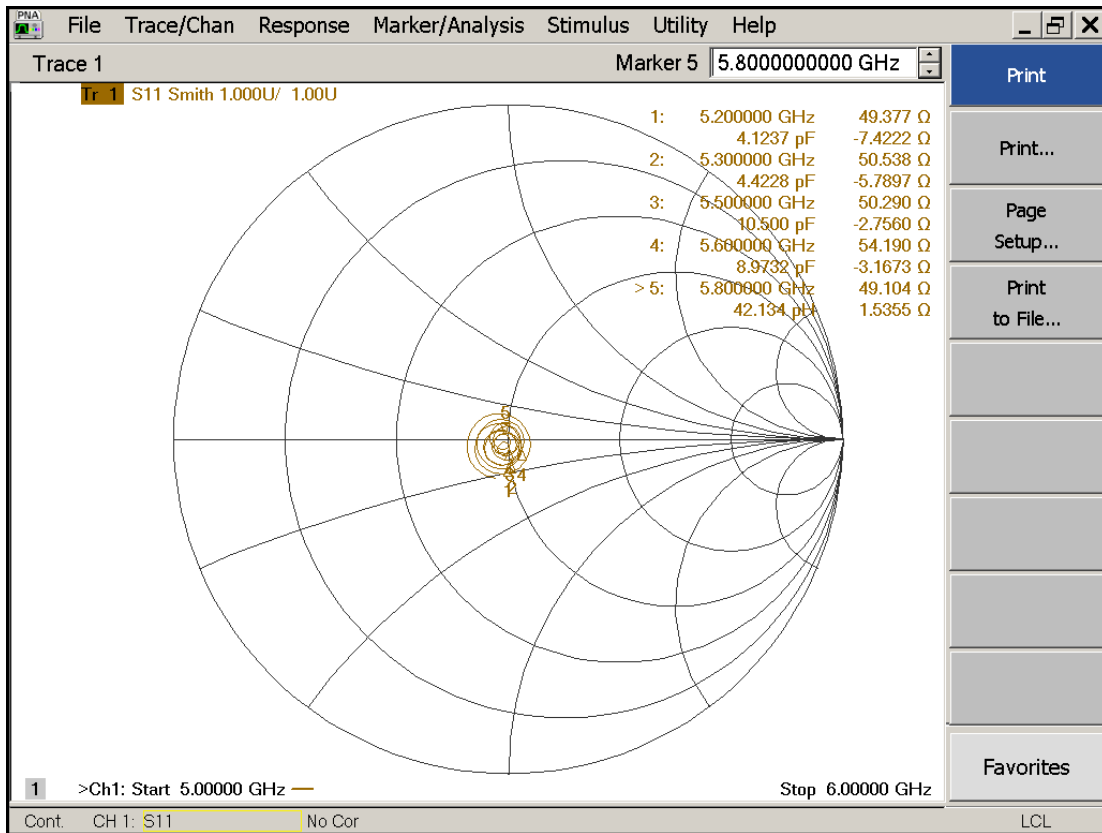 PNA File Trace/Chan Response Marker/Analysis Stimulus Utility Help
Trace 1 Marker 5 5.8000000000 GHz
Print
Tr 1 S11 Smith 1.000U/ 1.00U
1: 5.200000 GHz 49.377 Ω
4.1237 pF -7.4222 Ω
2: 5.300000 GHz 50.538 Ω
4.4228 pF -5.7897 Ω
3: 5.500000 GHz 50.290 Ω
10.500 pF -2.7560 Ω
4: 5.600000 GHz 54.190 Ω
8.9732 pF -3.1673 Ω
> 5: 5.800000 GHz 49.104 Ω
42.134 pH 1.5355 Ω
Print...
Page
Setup...
Print
to File...
5
3 4
1 2
1 >Ch1: Start 5.00000 GHz
Stop 6.00000 GHz
Favorites
Cont. CH 1: S11 No Cor LCL